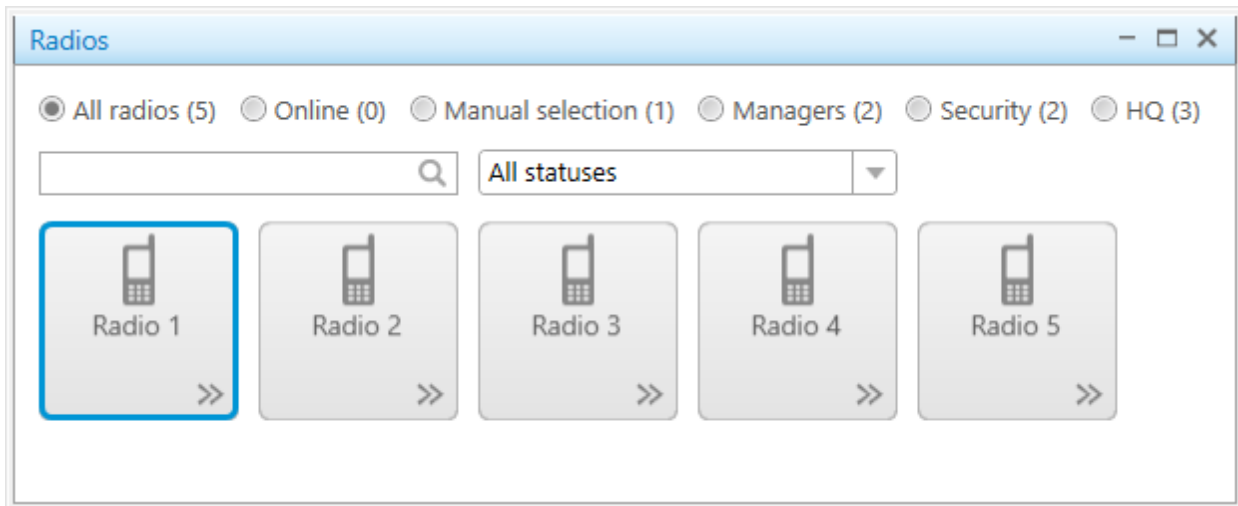 Radios
All radios (5) Online (0) Manual selection (1) Managers (2) Security (2) HQ (3)
All statuses
Radio 1 Radio 2 Radio 3 Radio 4 Radio 5